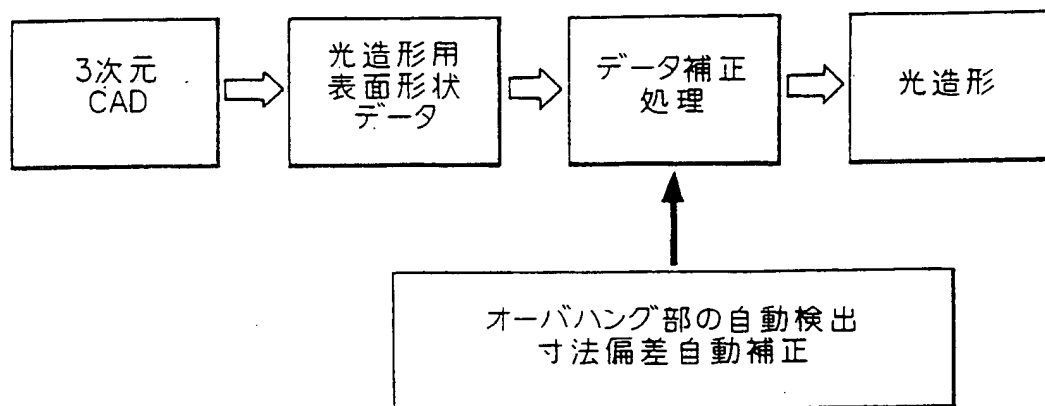 3次元
CAD
光造形用
表面形状
データ
データ補正
処理
光造形
オーバハング部の自動検出
寸法偏差自動補正